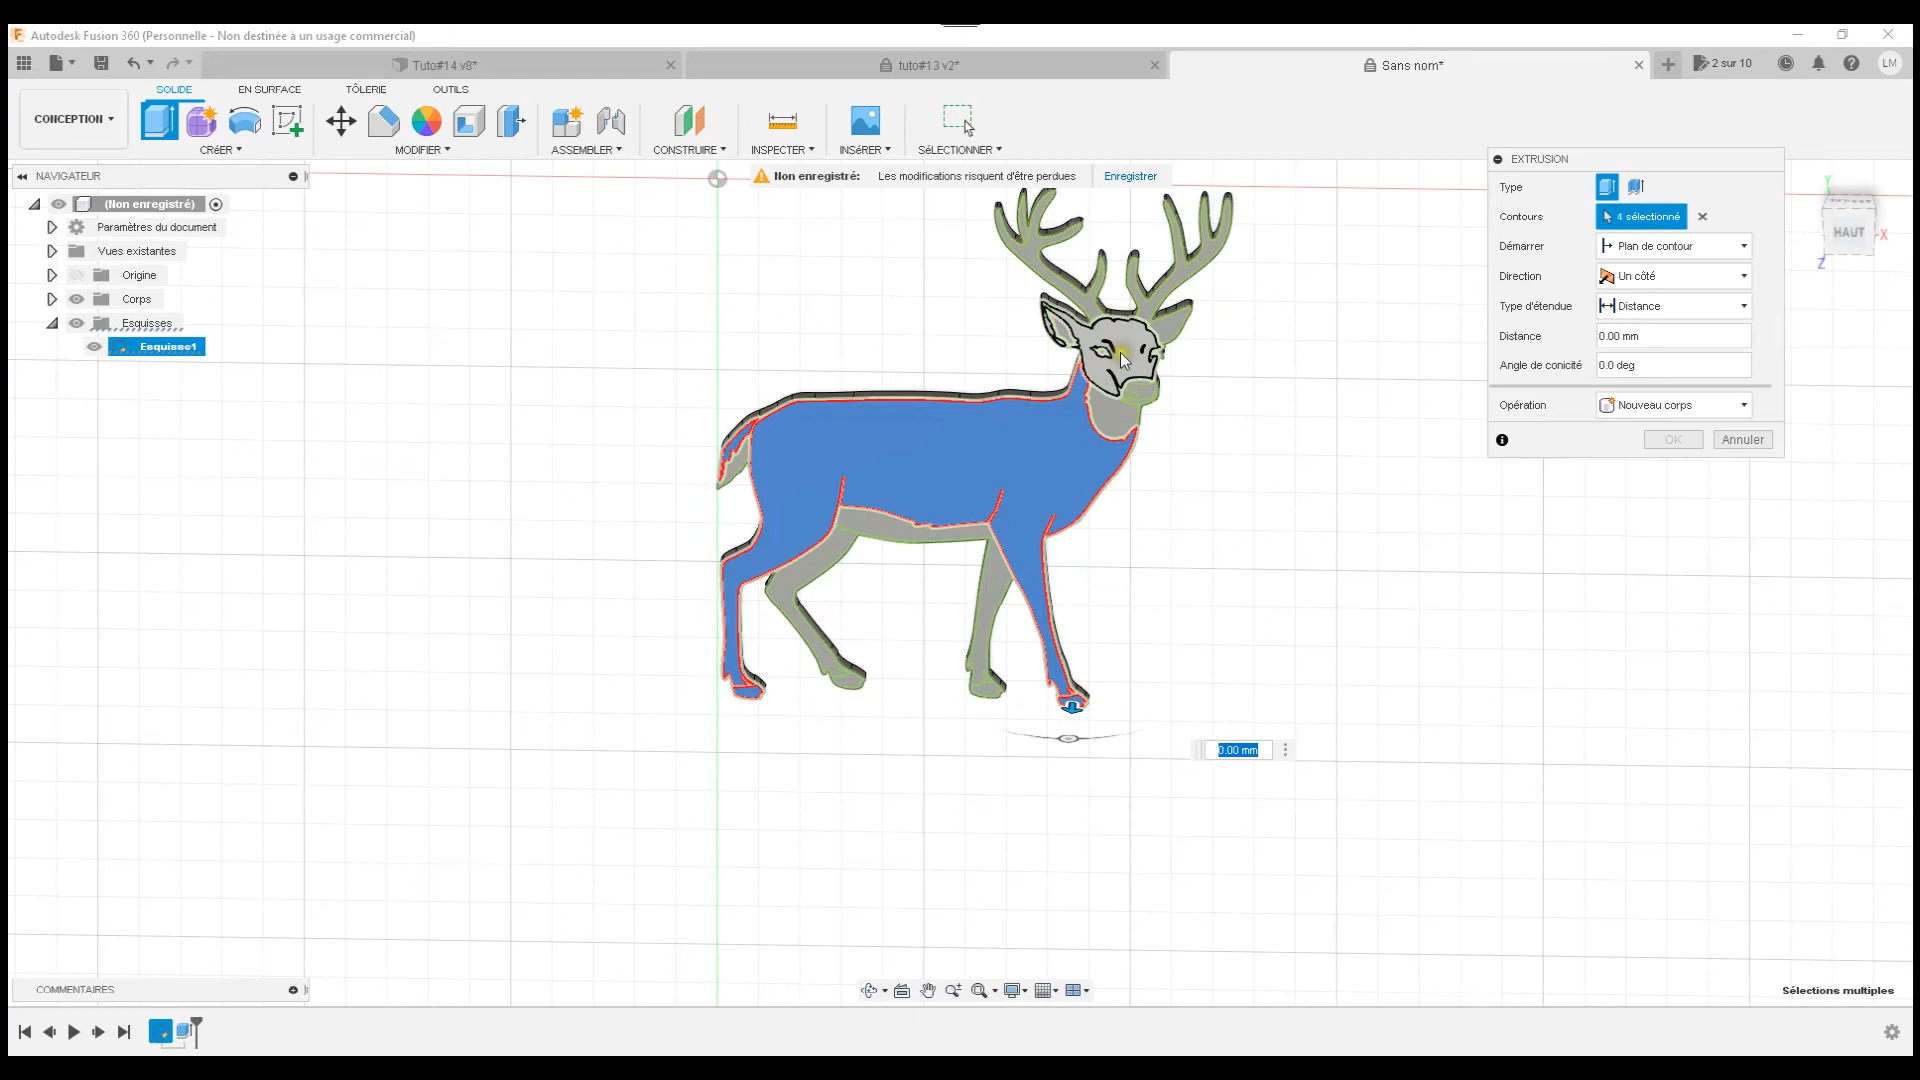 Autodesk Fusion 360 (Personnelle - Non destinée à un usage commercial)
Tuto#14 v8*
tuto#13 v2*
Sans nom*
2 sur 10
LM
SOLIDE
EN SURFACE
TÔLERIE
OUTILS
CONCEPTION
CRéER
MODIFIER
ASSEMBLER
CONSTRUIRE
INSPECTER
INSÉRER
SéLECTIONNER
NAVIGATEUR
Non enregistré: Les modifications risquent d'être perdues Enregistrer
(Non enregistré)
Paramètres du document
Vues existantes
Origine
Corps
Esquisses
Esquisse1
EXTRUSION
Type
Contours 4 sélectionné
Démarrer Plan de contour
Direction Un côté
Type d'étendue Distance
Distance 0.00 mm
Angle de conicité 0.0 deg
Opération Nouveau corps
OK Annuler
HAUT
X
Y
Z
0.00 mm
COMMENTAIRES
Sélections multiples